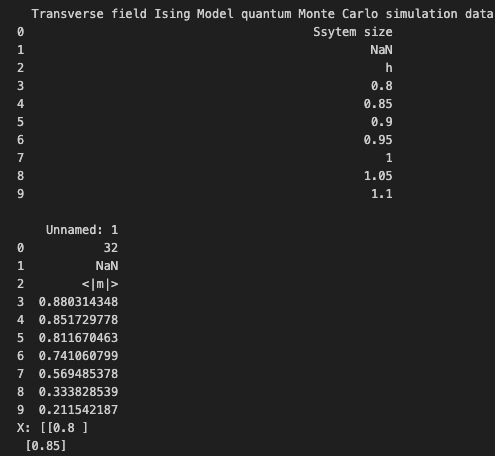 Transverse field Ising Model quantum Monte Carlo simulation data
0 Ssytem size
1 NaN
2 h
3 0.8
4 0.85
5 0.9
6 0.95
7 1
8 1.05
9 1.1
Unnamed: 1
0 32
1 NaN
2 <|m|>
3 0.880314348
4 0.851729778
5 0.811670463
6 0.741060799
7 0.569485378
8 0.333828539
9 0.211542187
X: [[0.8 ]
[0.85]